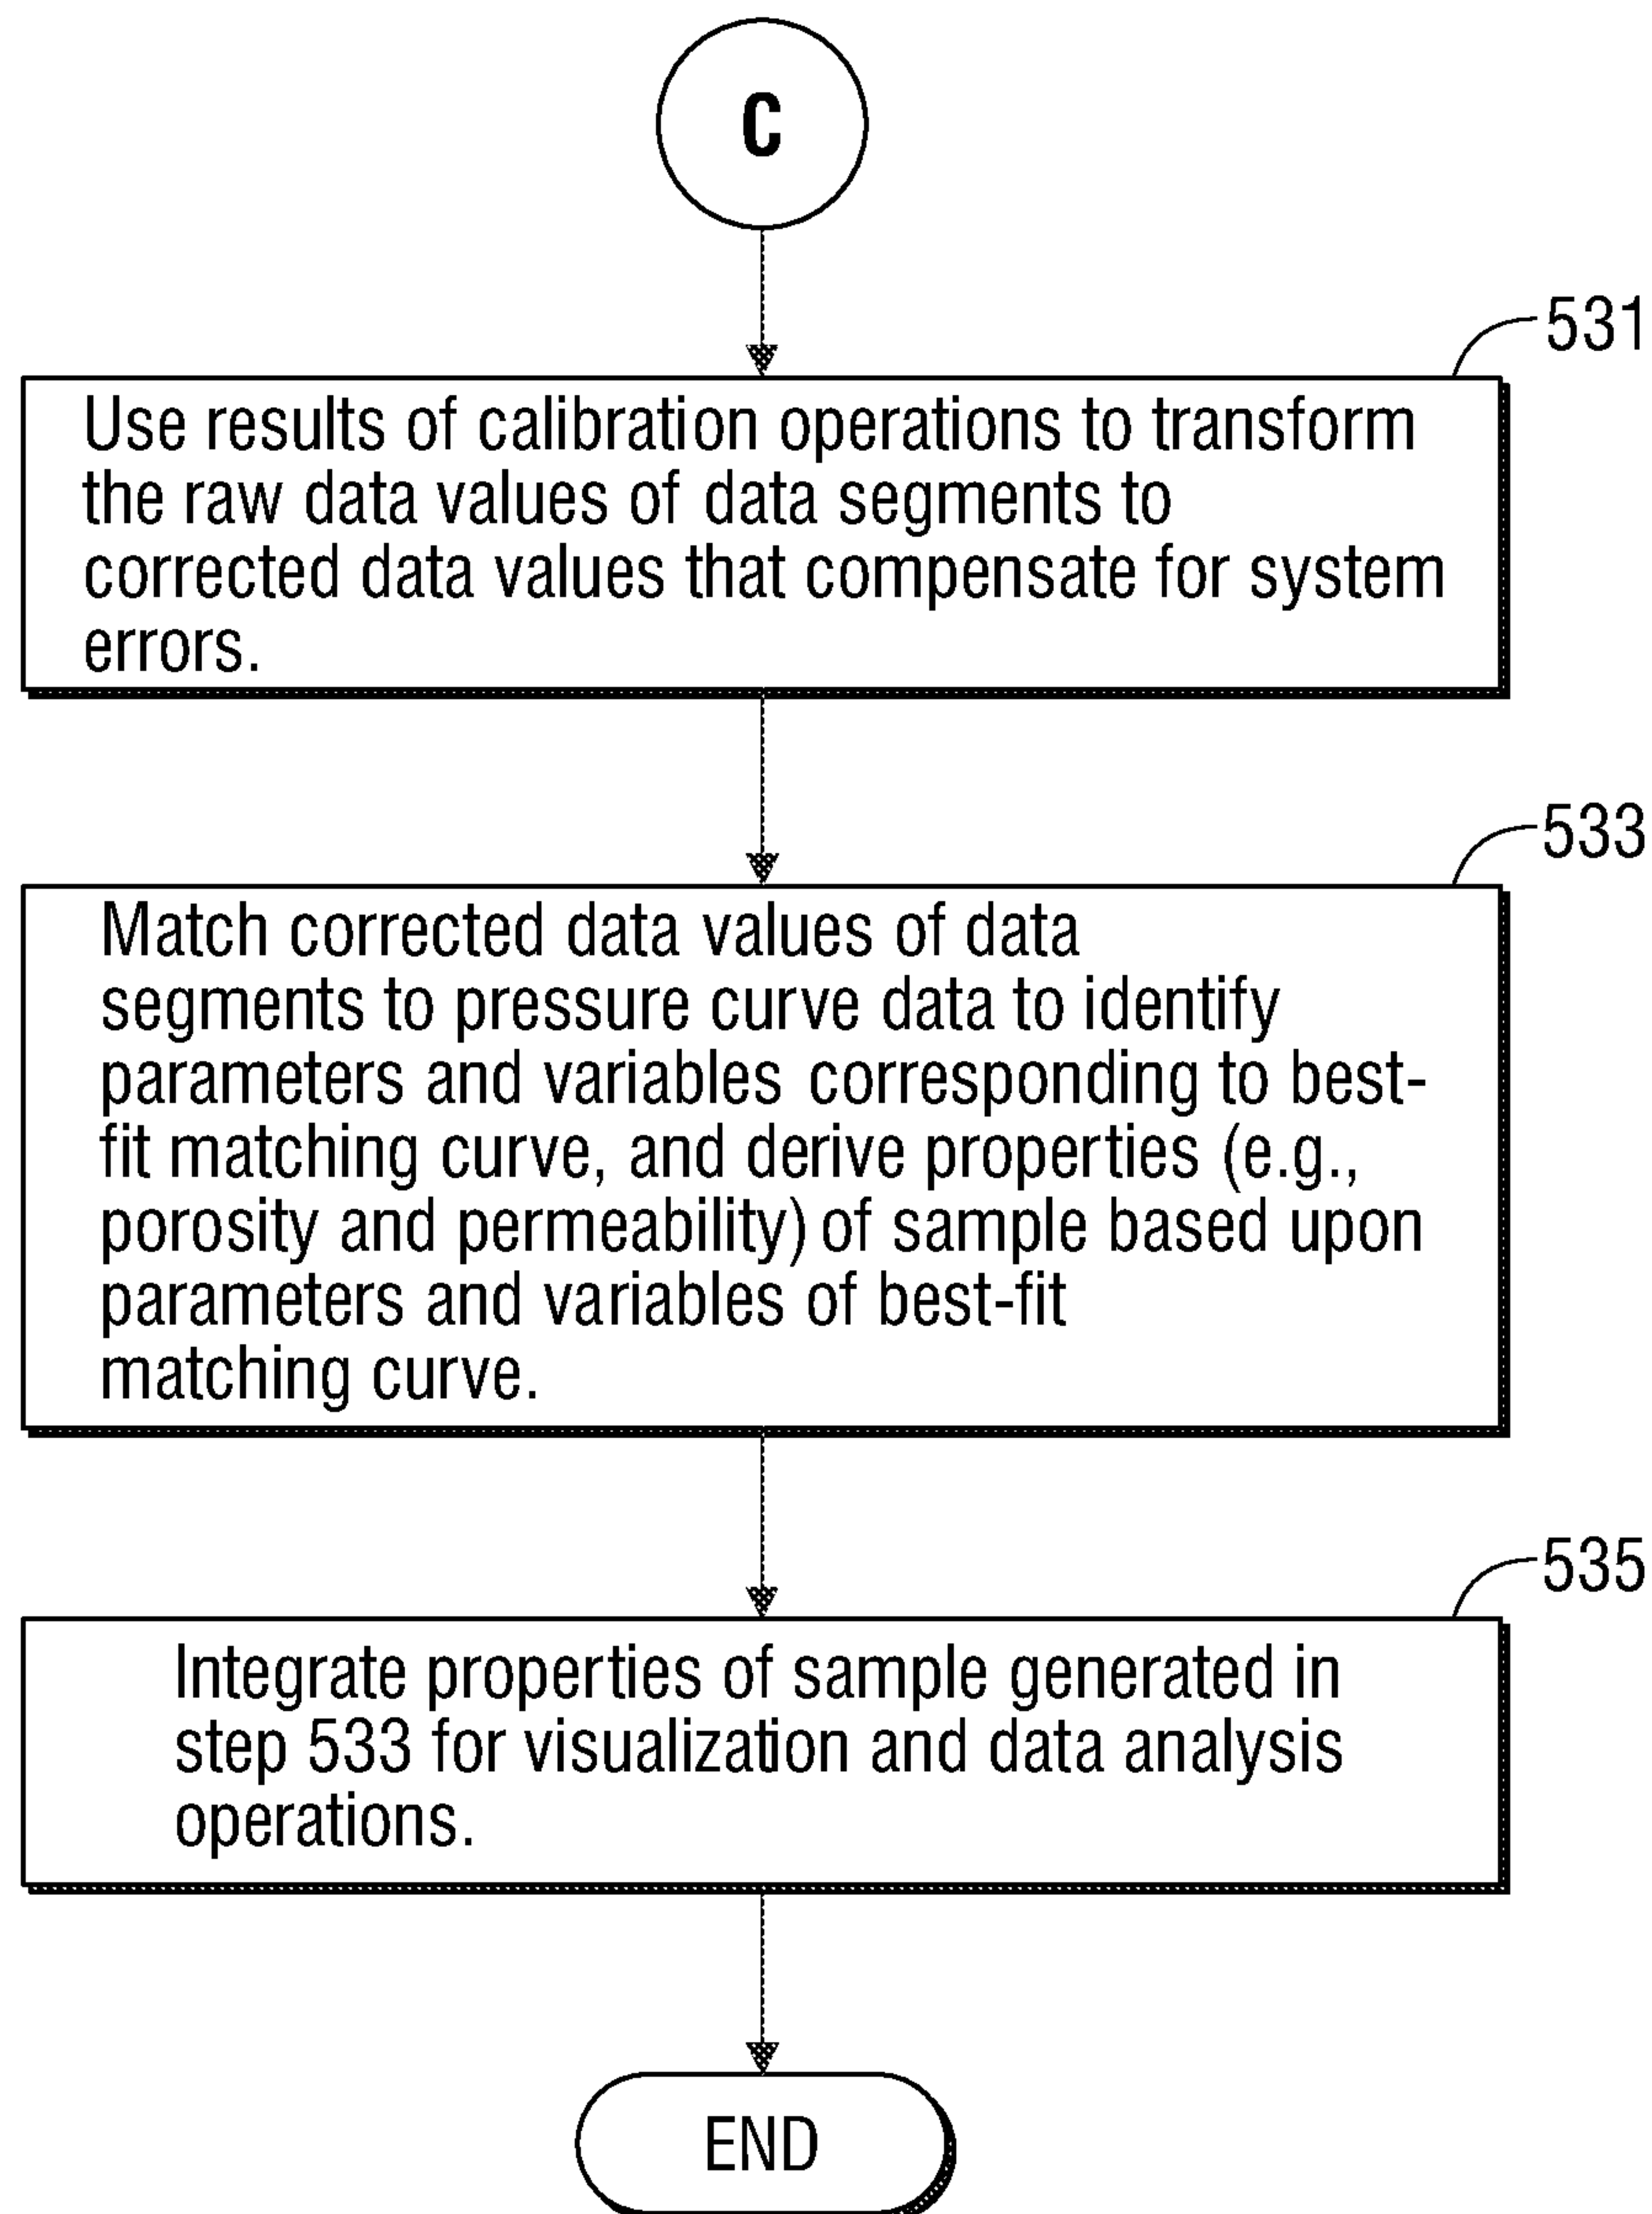 C
531
Use results of calibration operations to transform
the raw data values of data segments to
corrected data values that compensate for system
errors.
533
Match corrected data values of data
segments to pressure curve data to identify
parameters and variables corresponding to best-
fit matching curve, and derive properties (e.g.,
porosity and permeability) of sample based upon
parameters and variables of best-fit
matching curve.
535
Integrate properties of sample generated in
step 533 for visualization and data analysis
operations.
END